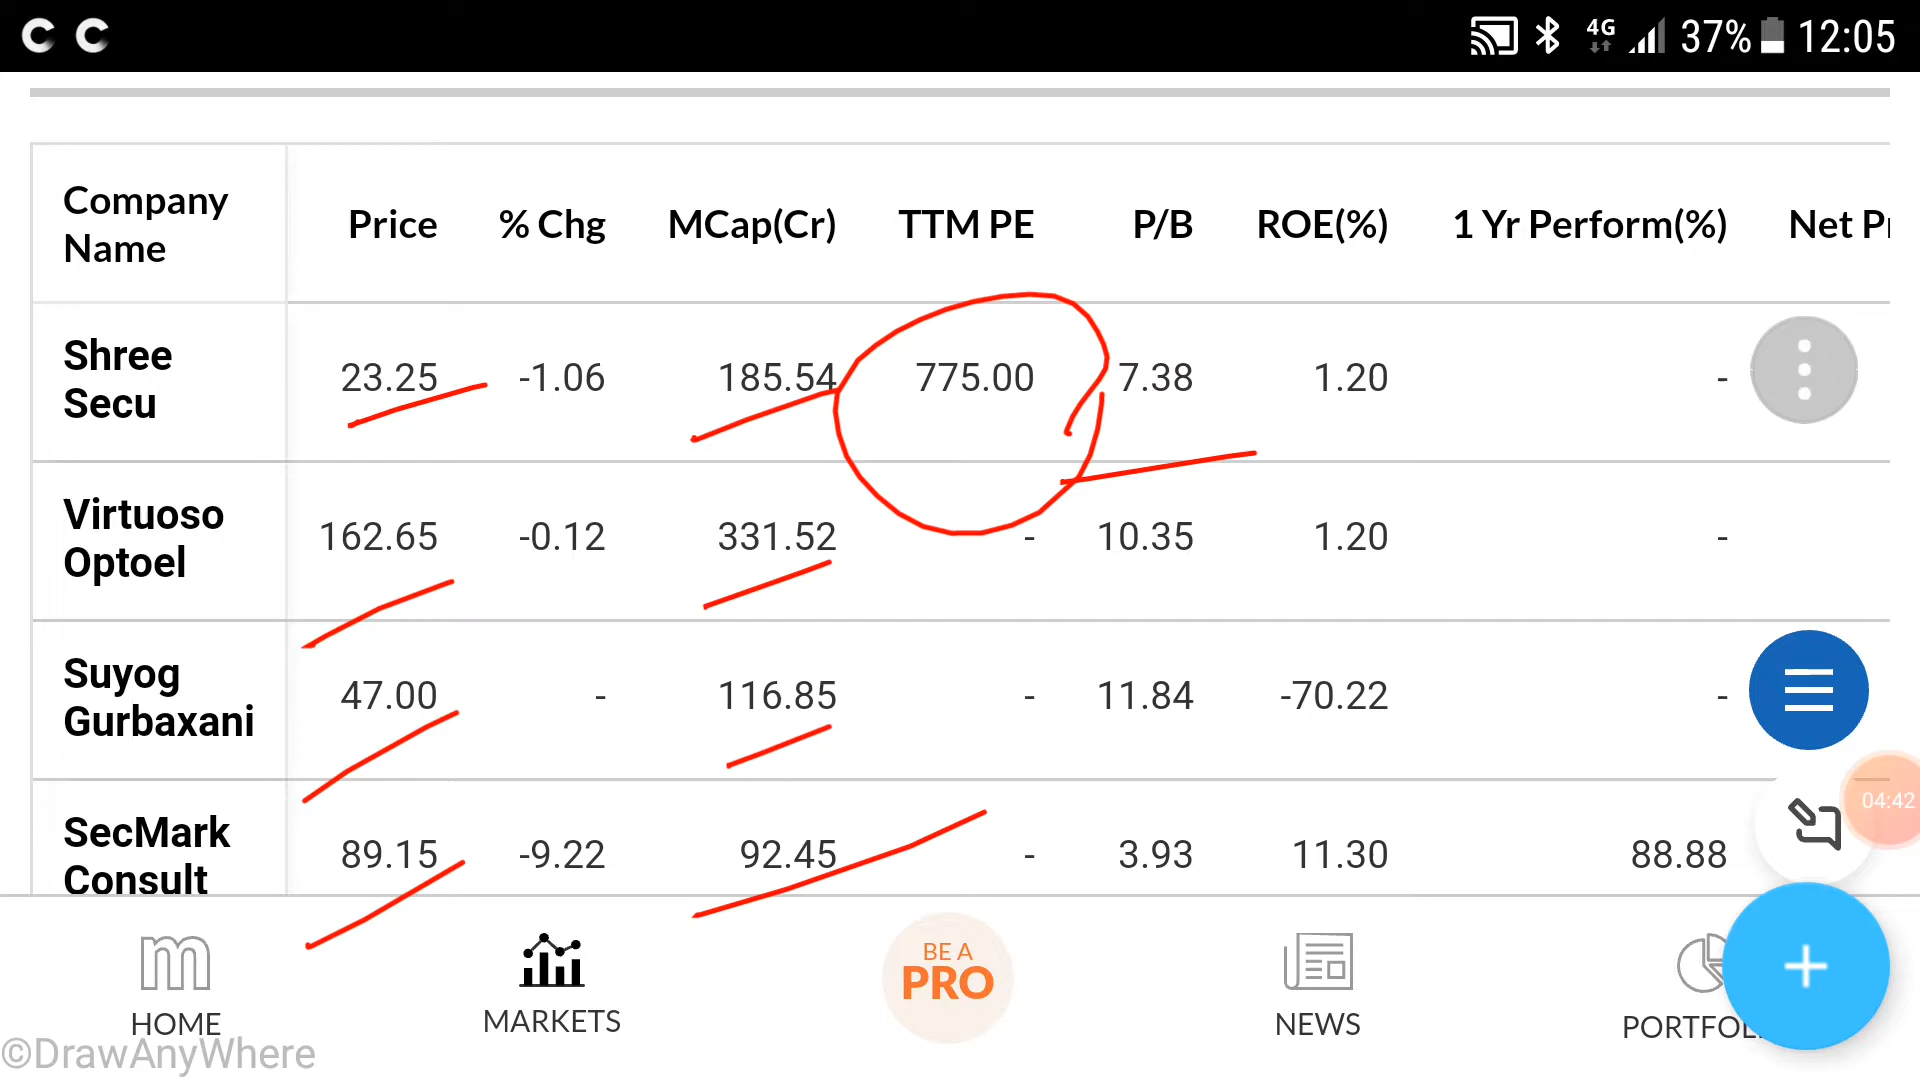 C C 4G 37% 12:05
Company Name Price % Chg MCap(Cr) TTM PE P/B ROE(%) 1 Yr Perform(%) Net P
Shree Secu 23.25 -1.06 185.54 775.00 7.38 1.20 -
Virtuoso Optoel 162.65 -0.12 331.52 - 10.35 1.20 -
Suyog Gurbaxani 47.00 - 116.85 - 11.84 -70.22 -
04:42
SecMark Consult 89.15 -9.22 92.45 - 3.93 11.30 88.88
m BE A
PRO
HOME MARKETS NEWS PORTFOL
©DrawAnyWhere